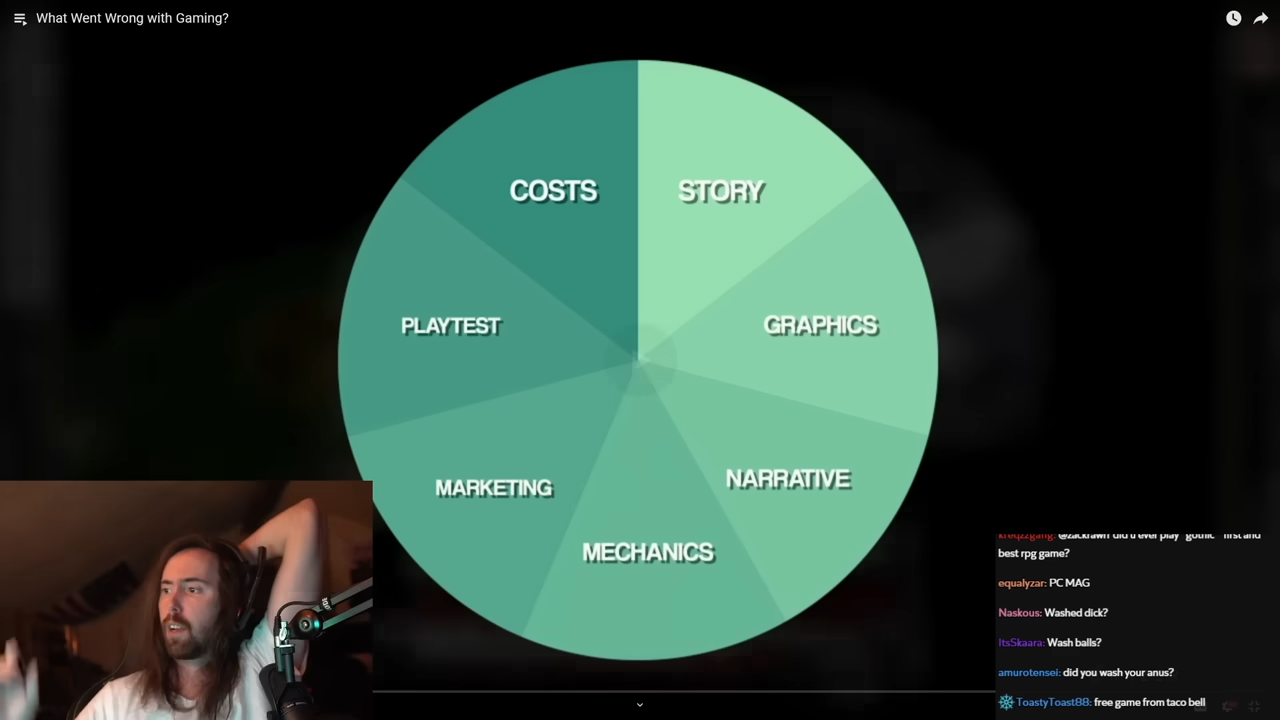 What Went Wrong with Gaming?
COSTS
STORY
PLAYTEST
GRAPHICS
NARRATIVE
MARKETING
MECHANICS
kreqzzgang: @zackrawrr did u ever play "gothic" first and
best rpg game?
equalyzar: PC MAG
Naskous: Washed dick?
ItsSkaara: Wash balls?
amurotensei: did you wash your anus?
ToastyToast88: free game from taco bell